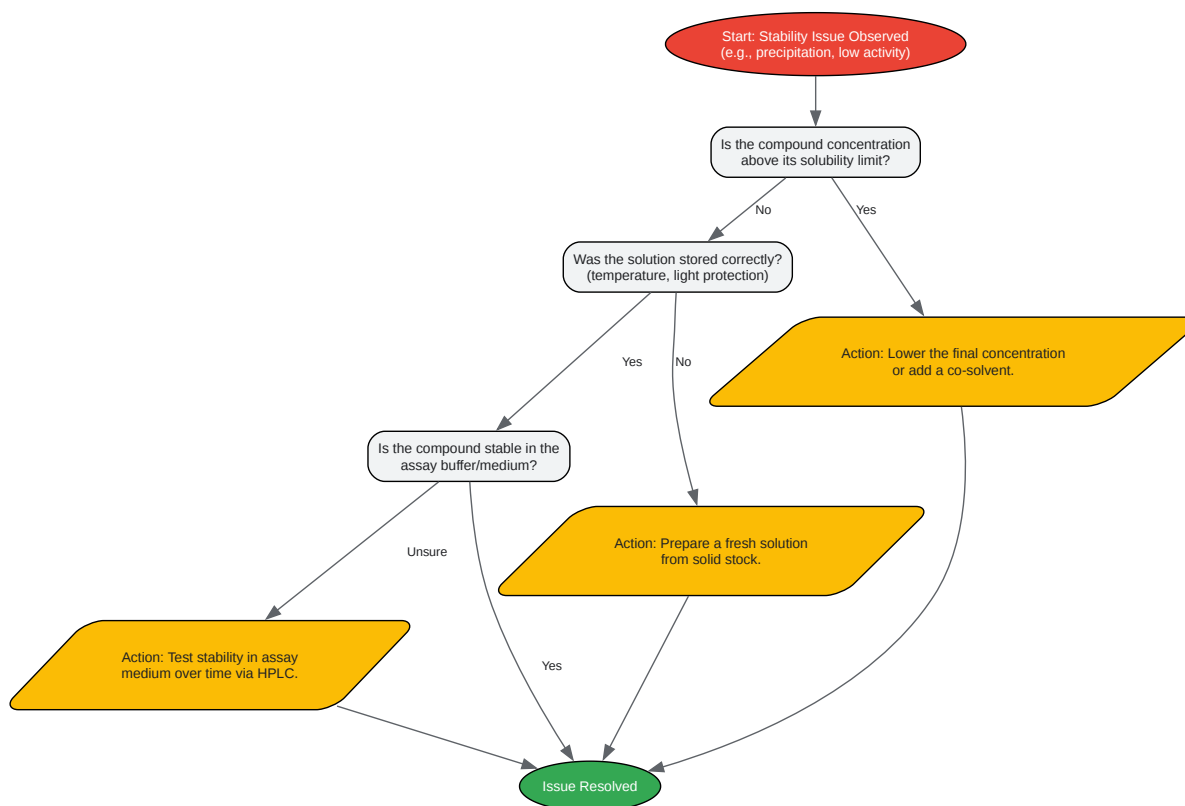 Start: Stability Issue Observed
(e.g., precipitation, low activity)
Is the compound concentration
above its solubility limit?
No
Yes
Was the solution stored correctly?
(temperature, light protection)
Yes
No
Action: Lower the final concentration
or add a co-solvent.
Is the compound stable in the
assay buffer/medium?
Unsure
Action: Prepare a fresh solution
from solid stock.
Yes
Action: Test stability in assay
medium over time via HPLC.
Issue Resolved